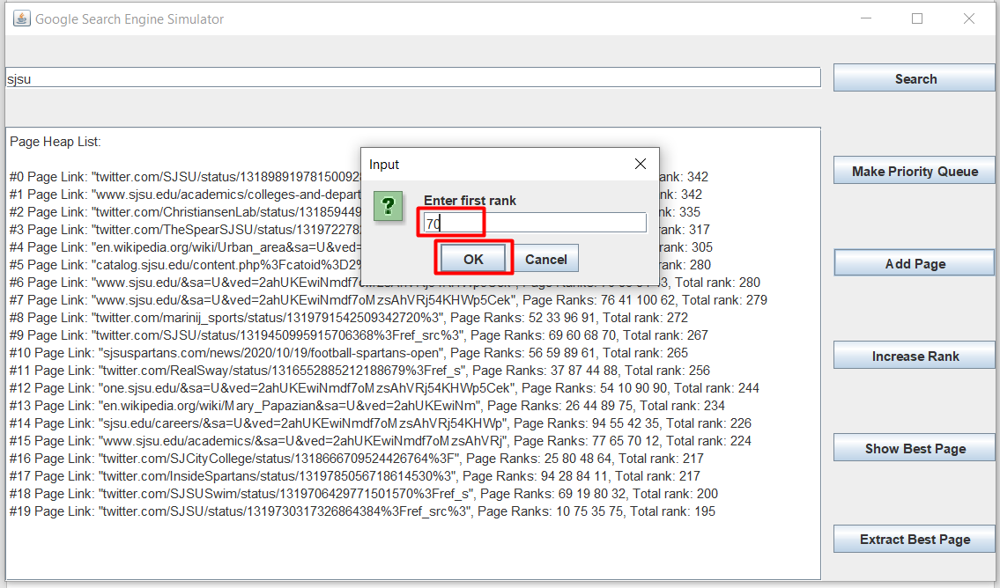 Google Search Engine Simulator
sjsu
Search
Page Heap List:
Make Priority Queue
Add Page
Increase Rank
Show Best Page
Extract Best Page
Input
Enter first rank
70
OK
Cancel
#0 Page Link: "twitter.com/SJSU/status/13189891978150092 ank: 342
#1 Page Link: "www.sjsu.edu/academics/colleges-and-depart rank: 342
#2 Page Link: "twitter.com/ChristiansenLab/status/131859449 rank: 335
#3 Page Link: "twitter.com/TheSpearSJSU/status/131972278 rank: 317
#4 Page Link: "en.wikipedia.org/wiki/Urban_area&sa=U&ved= rank: 305
#5 Page Link: "catalog.sjsu.edu/content.php%3Fcatoid%3D2% rank: 280
#6 Page Link: "www.sjsu.edu/&sa=U&ved=2ahUKEwiNmdf7 3, Total rank: 280
#7 Page Link: "www.sjsu.edu/&sa=U&ved=2ahUKEwiNmdf7oMzsAhVRj54KHWp5Cek", Page Ranks: 76 41 100 62, Total rank: 279
#8 Page Link: "twitter.com/marinij_sports/status/1319791542509342720%3", Page Ranks: 52 33 96 91, Total rank: 272
#9 Page Link: "twitter.com/SJSU/status/1319450995915706368%3Fref_src%3", Page Ranks: 69 60 68 70, Total rank: 267
#10 Page Link: "sjsuspartans.com/news/2020/10/19/football-spartans-open", Page Ranks: 56 59 89 61, Total rank: 265
#11 Page Link: "twitter.com/RealSway/status/1316552885212188679%3Fref_s", Page Ranks: 37 87 44 88, Total rank: 256
#12 Page Link: "one.sjsu.edu/&sa=U&ved=2ahUKEwiNmdf7oMzsAhVRj54KHWp5Cek", Page Ranks: 54 10 90 90, Total rank: 244
#13 Page Link: "en.wikipedia.org/wiki/Mary_Papazian&sa=U&ved=2ahUKEwiNm", Page Ranks: 26 44 89 75, Total rank: 234
#14 Page Link: "sjsu.edu/careers/&sa=U&ved=2ahUKEwiNmdf7oMzsAhVRj54KHWp", Page Ranks: 94 55 42 35, Total rank: 226
#15 Page Link: "www.sjsu.edu/academics/&sa=U&ved=2ahUKEwiNmdf7oMzsAhVRj", Page Ranks: 77 65 70 12, Total rank: 224
#16 Page Link: "twitter.com/SJCityCollege/status/1318666709524426764%3F", Page Ranks: 25 80 48 64, Total rank: 217
#17 Page Link: "twitter.com/InsideSpartans/status/1319785056718614530%3", Page Ranks: 94 28 84 11, Total rank: 217
#18 Page Link: "twitter.com/SJSUSwim/status/1319706429771501570%3Fref_s", Page Ranks: 69 19 80 32, Total rank: 200
#19 Page Link: "twitter.com/SJSU/status/1319730317326864384%3Fref_src%3", Page Ranks: 10 75 35 75, Total rank: 195